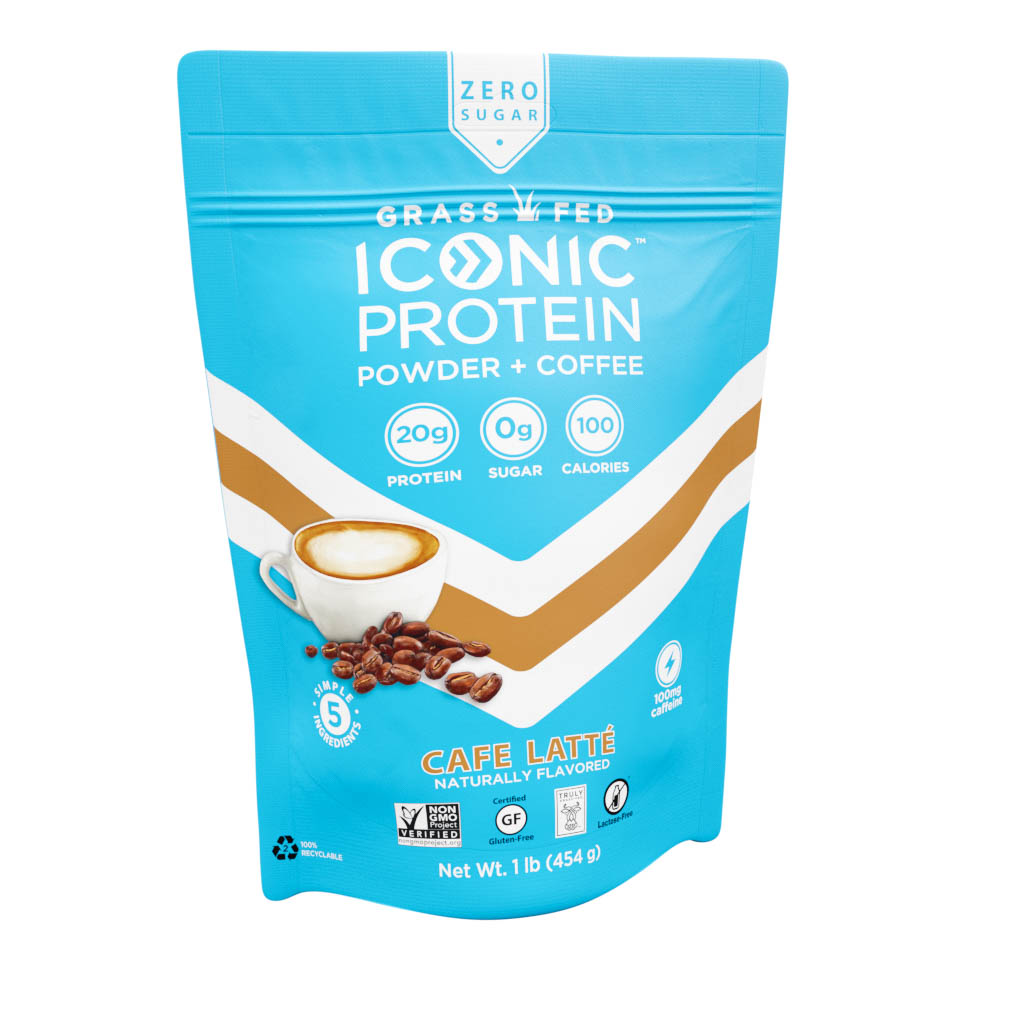 ZERO
SUGAR
GRASS FED
ICONIC™
PROTEIN
POWDER + COFFEE
20g
PROTEIN
0g
SUGAR
100
CALORIES
100mg
caffeine
SIMPLE
5
INGREDIENTS
CAFE LATTÉ
NATURALLY FLAVORED
NON
GMO
Project
VERIFIED
nongmoproject.org
Certified
GF
Gluten-Free
TRULY
Lactose-Free
2
100%
RECYCLABLE
Net Wt. 1 lb (454 g)